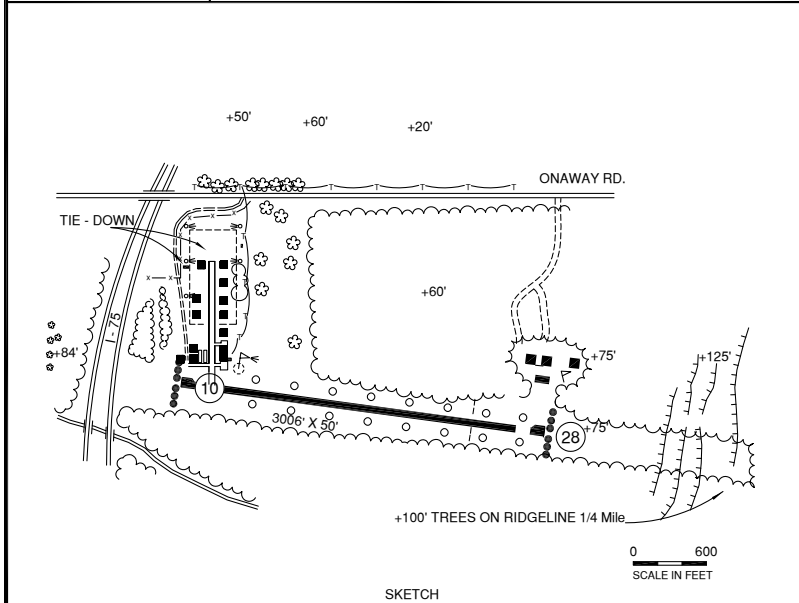 +50'
+60'
+20'
T
T
T
T
T
T
T
ONAWAY RD.
TIE - DOWN
+60'
I - 75
+84'
+75'
+125'
10
3006' X 50'
28
+75'
+100' TREES ON RIDGELINE 1/4 Mile
0 600
SCALE IN FEET
SKETCH